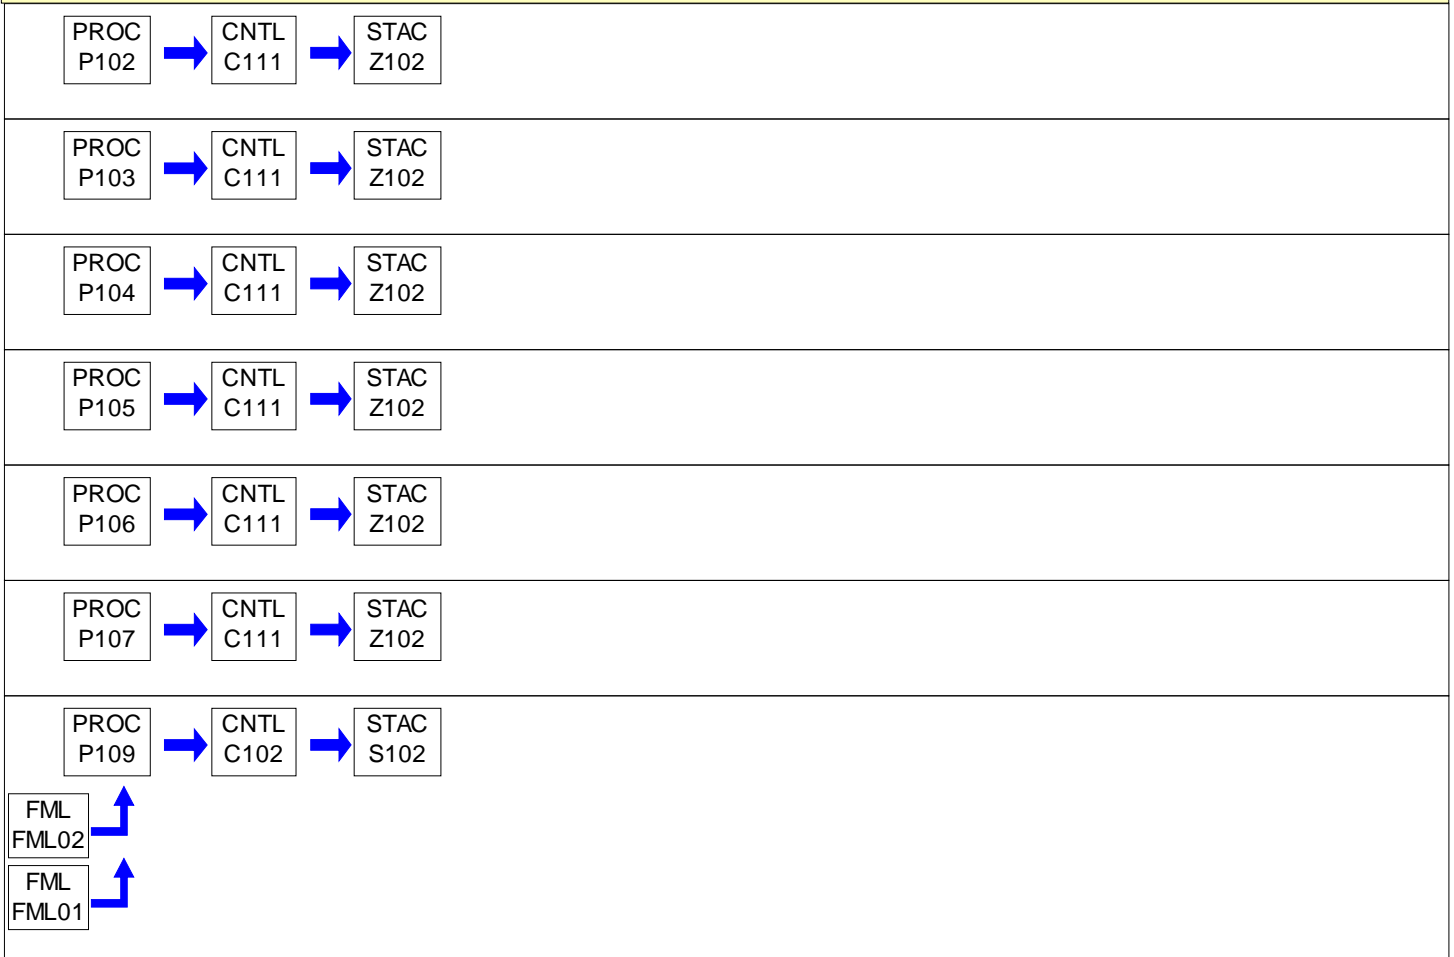 PROC CNTL STAC
P102 C111 Z102
PROC CNTL STAC
P103 C111 Z102
PROC CNTL STAC
P104 C111 Z102
PROC CNTL STAC
P105 C111 Z102
PROC CNTL STAC
P106 C111 Z102
PROC CNTL STAC
P107 C111 Z102
PROC CNTL STAC
P109 C102 S102
FML
FML02
FML
FML01